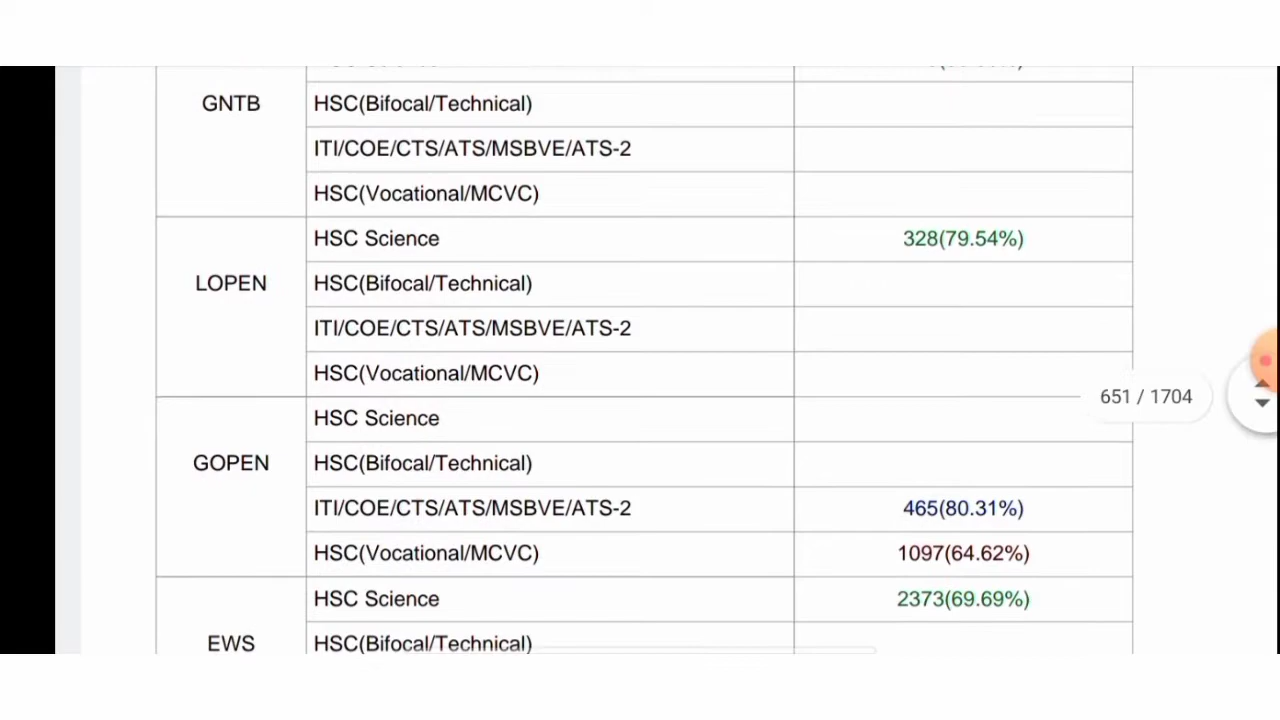 GNTB
HSC(Bifocal/Technical)
ITI/COE/CTS/ATS/MSBVE/ATS-2
HSC(Vocational/MCVC)
LOPEN
HSC Science 328(79.54%)
HSC(Bifocal/Technical)
ITI/COE/CTS/ATS/MSBVE/ATS-2
HSC(Vocational/MCVC)
651 / 1704
GOPEN
HSC Science
HSC(Bifocal/Technical)
ITI/COE/CTS/ATS/MSBVE/ATS-2 465(80.31%)
HSC(Vocational/MCVC) 1097(64.62%)
EWS
HSC Science 2373(69.69%)
HSC(Bifocal/Technical)